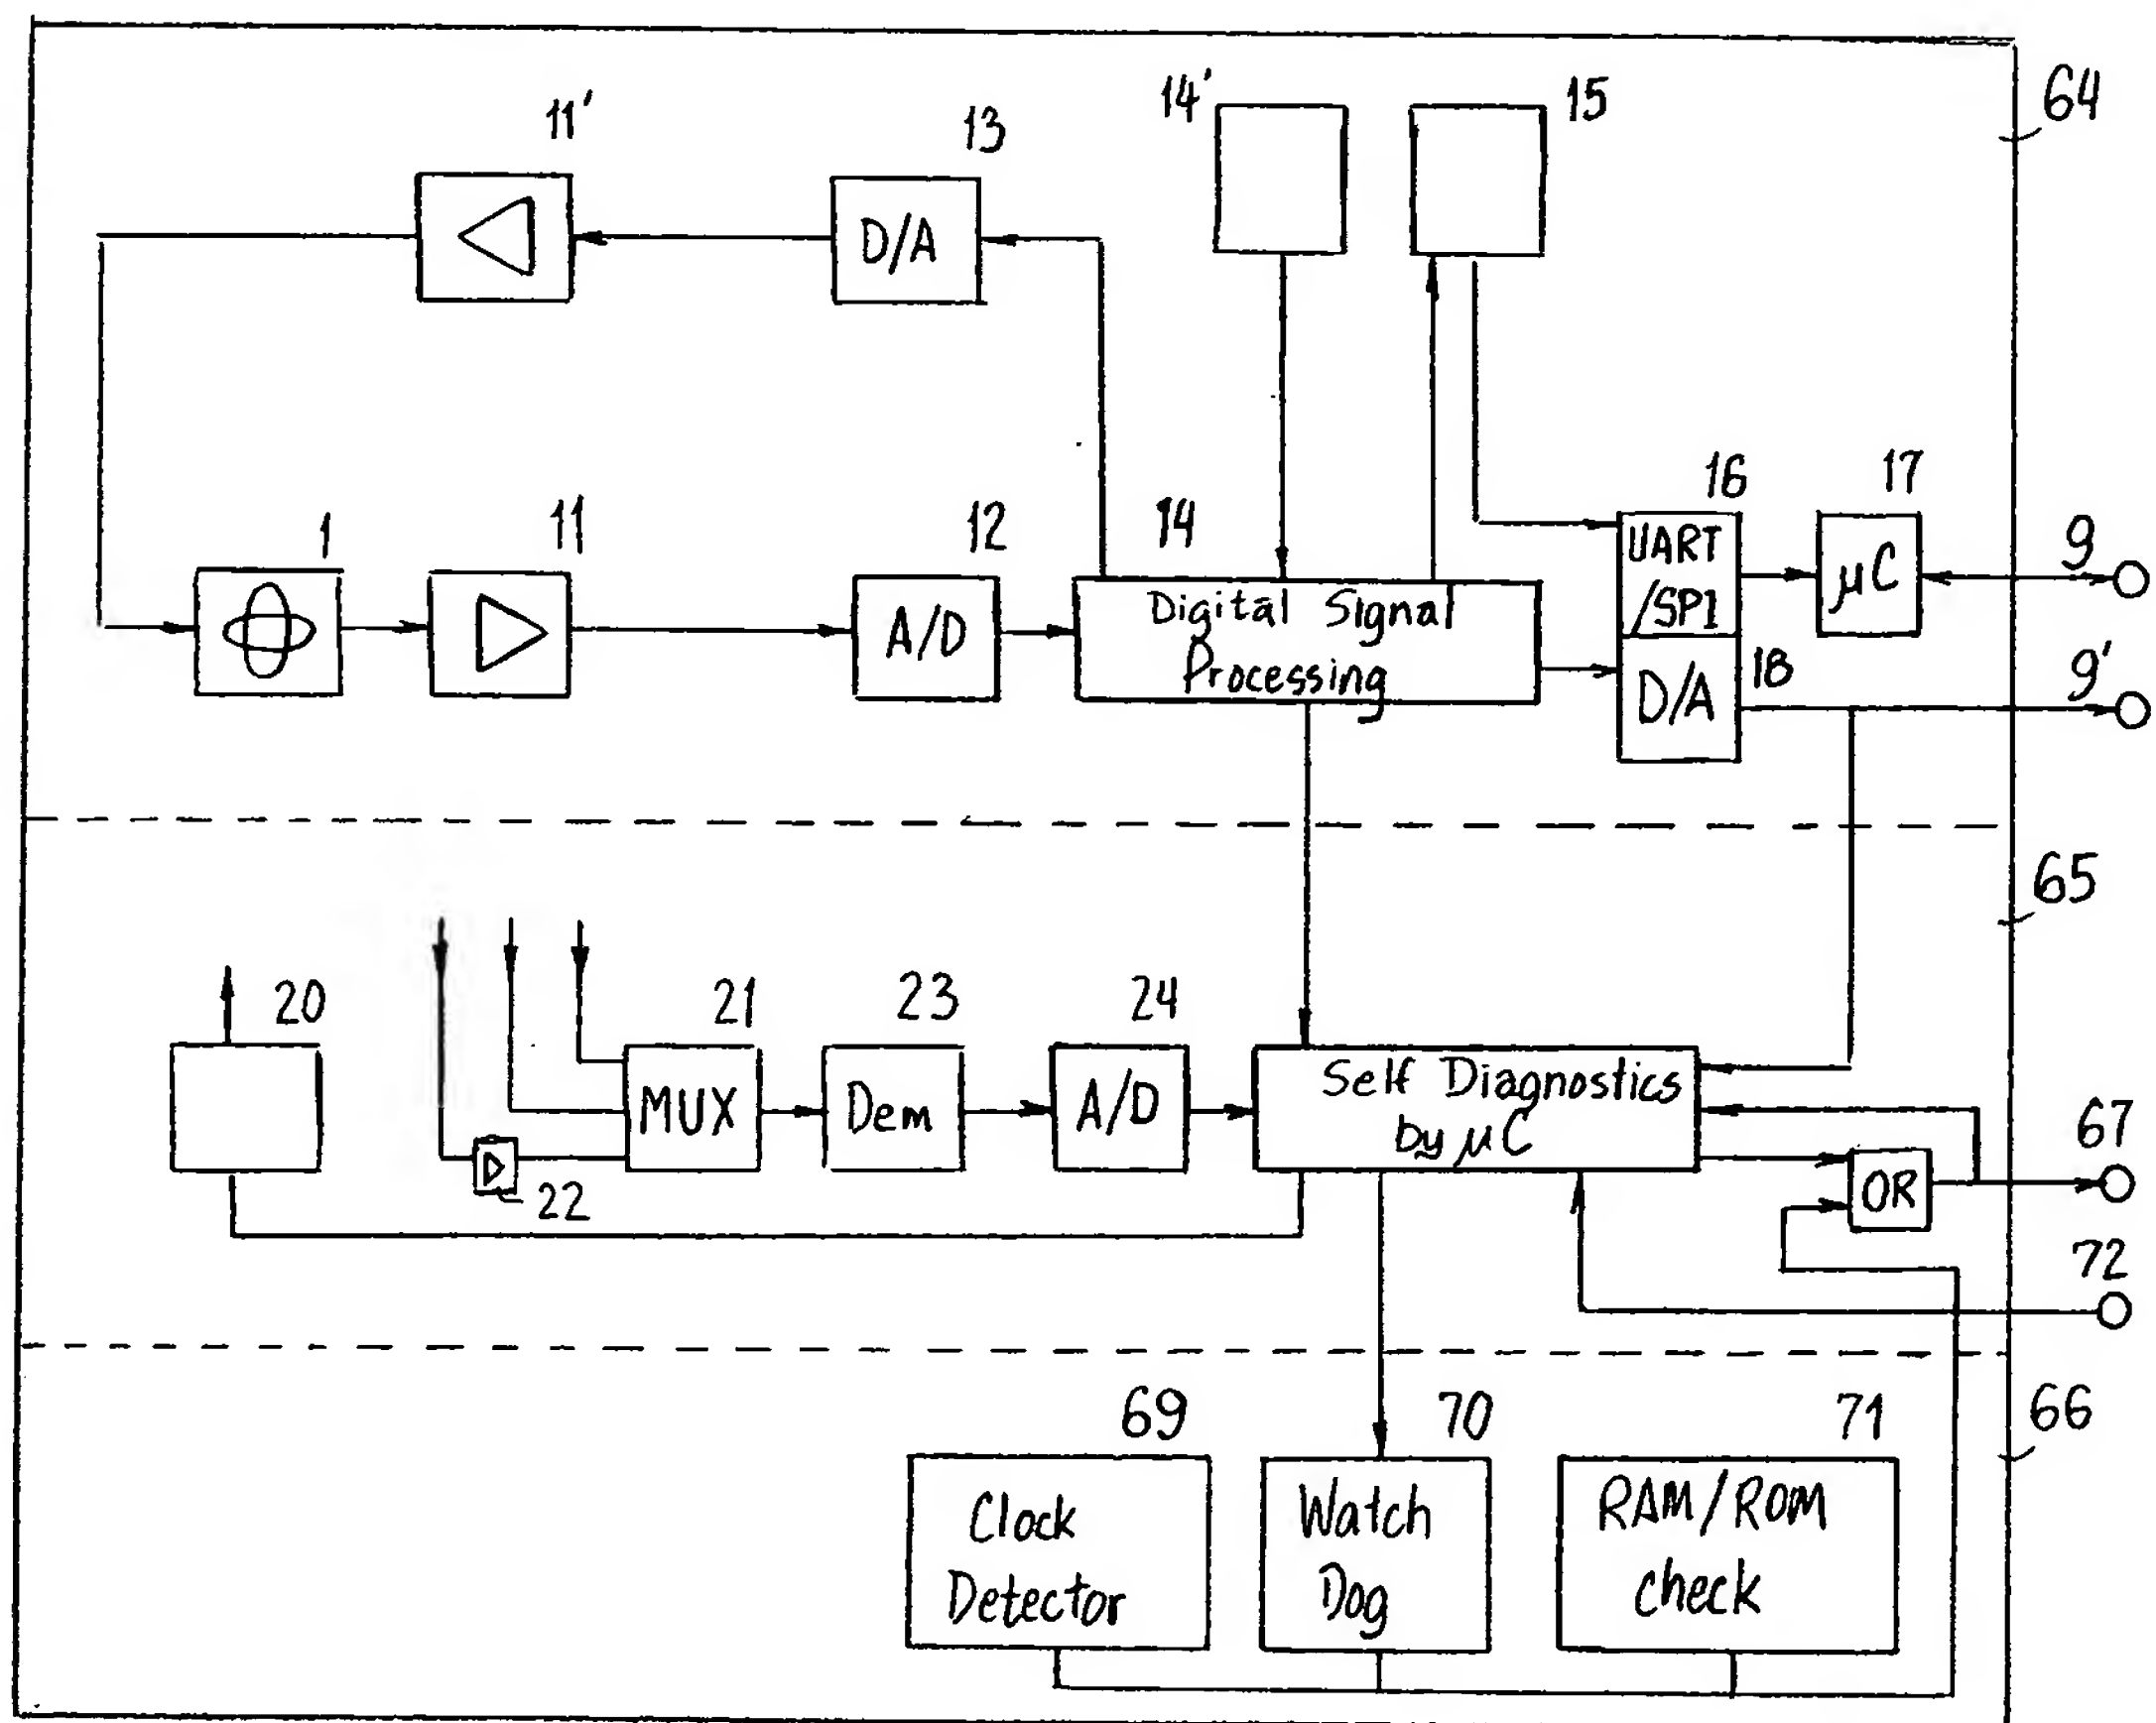 64
11'
13
14'
15
D/A
1
11
12
14
16
17
9
UART
/SPI
µC
A/D
Digital Signal
Processing
9'
18
D/A
65
20
21
23
24
MUX
Dem
A/D
Self Diagnostics
by µC
67
22
OR
72
69
70
71
66
Clock
Detector
Watch
Dog
RAM/ROM
check